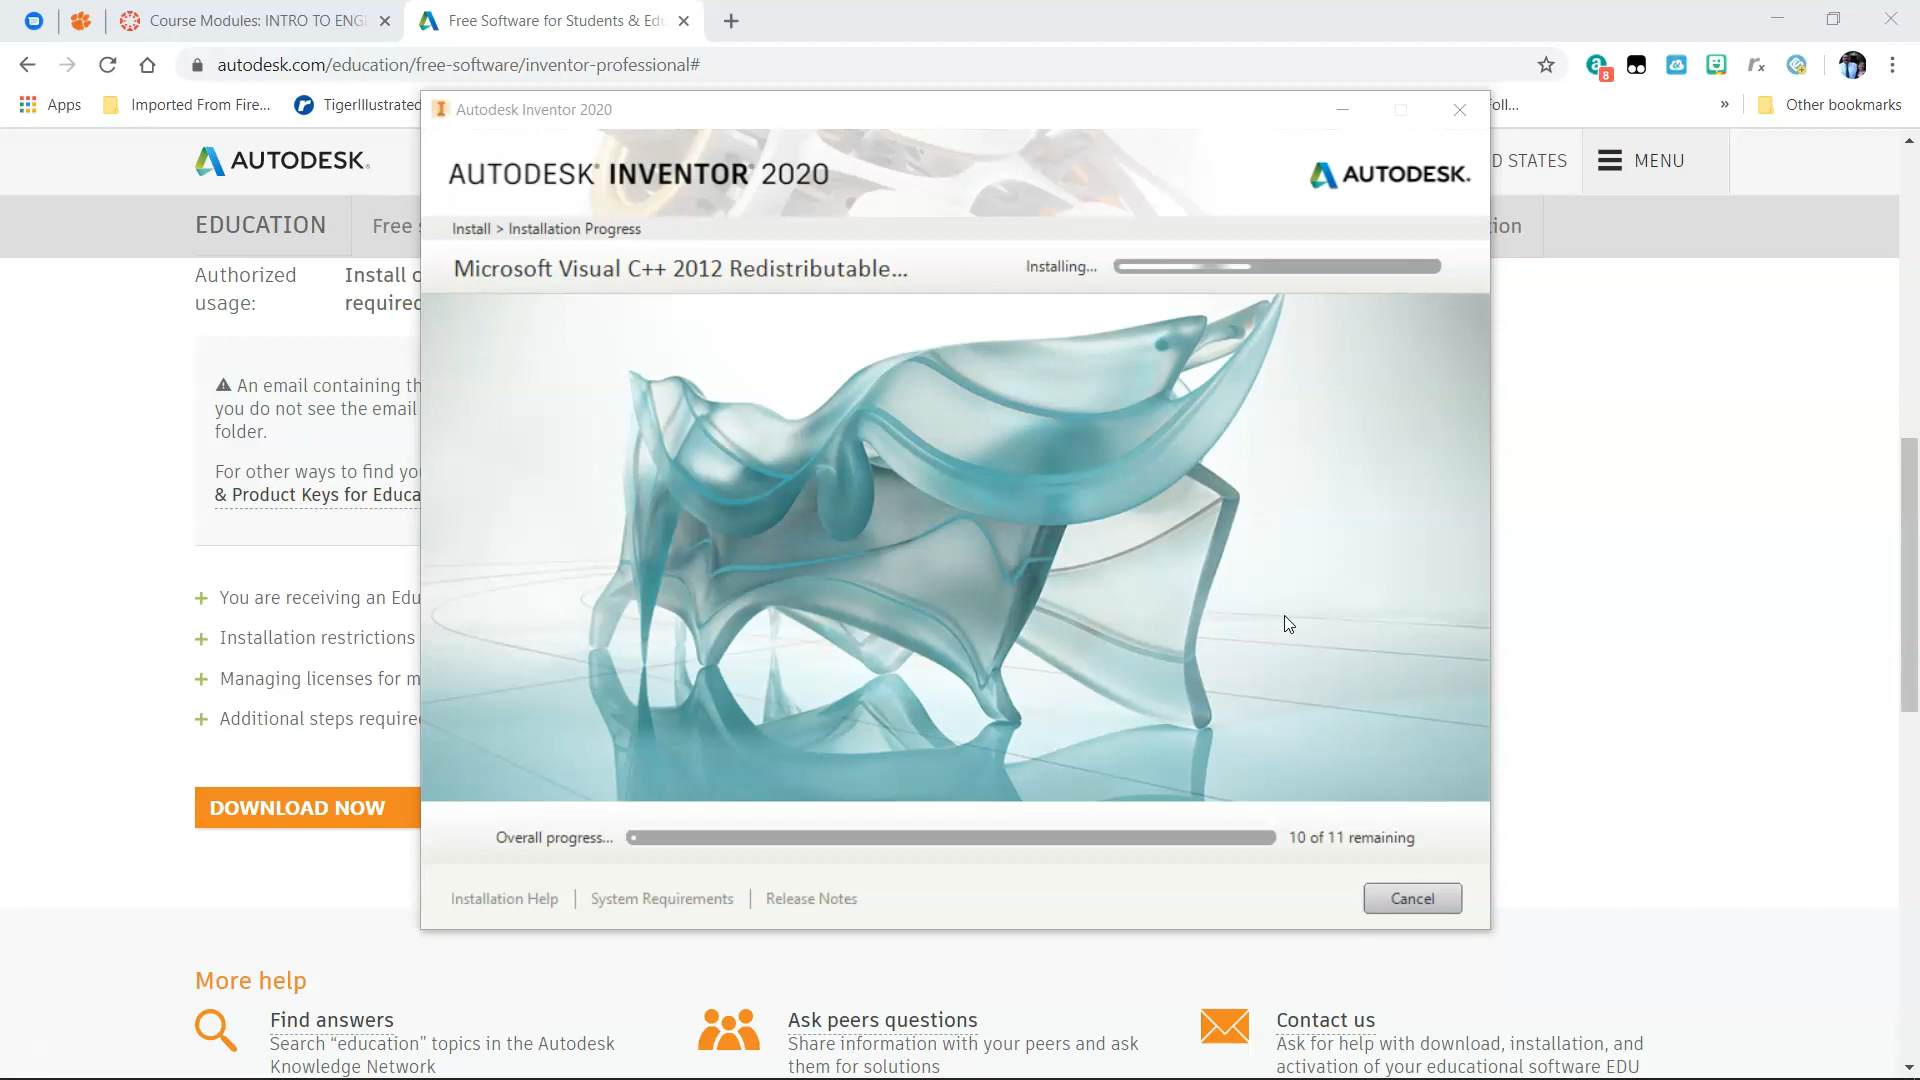 Course Modules: INTRO TO ENG
Free Software for Students & Edu
autodesk.com/education/free-software/inventor-professional#
8
Apps
Imported From Fire...
TigerIllustrated
oll...
»
Other bookmarks
AUTODESK.
D STATES
MENU
EDUCATION
Free s
tion
Authorized
usage:
Install o
required
An email containing th
you do not see the email
folder.
For other ways to find you
& Product Keys for Educa
+ You are receiving an Edu
+ Installation restrictions
+ Managing licenses for m
+ Additional steps required
DOWNLOAD NOW
Autodesk Inventor 2020
AUTODESK® INVENTOR® 2020
AUTODESK.
Install > Installation Progress
Microsoft Visual C++ 2012 Redistributable...
Installing...
Overall progress...
10 of 11 remaining
Installation Help
System Requirements
Release Notes
Cancel
More help
Find answers
Search “education” topics in the Autodesk
Knowledge Network
Ask peers questions
Share information with your peers and ask
them for solutions
Contact us
Ask for help with download, installation, and
activation of your educational software EDU